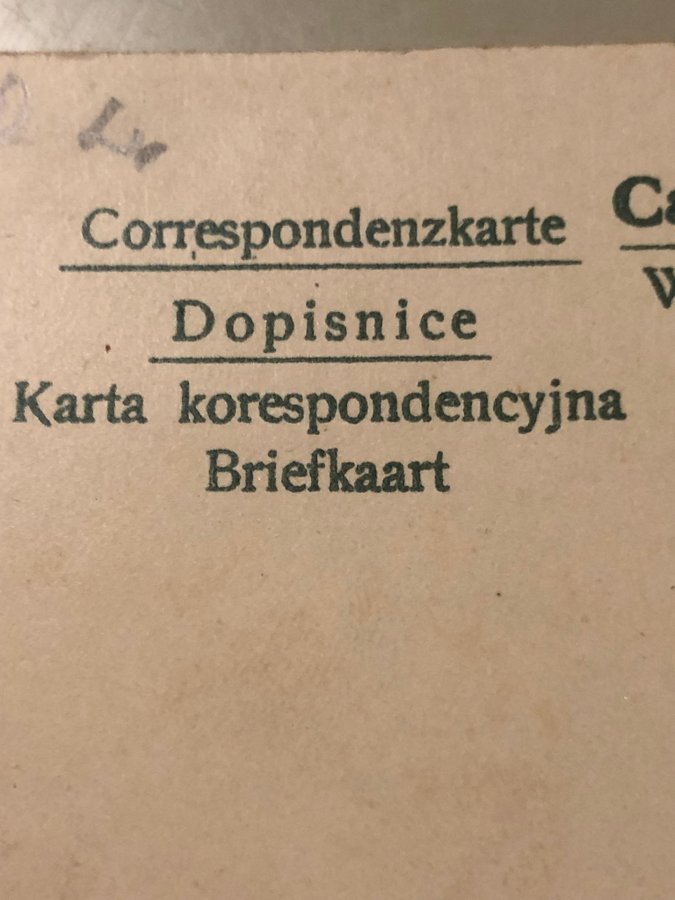 Correspondenzkarte
Dopisnice
Karta korespondencyjna
Briefkaart